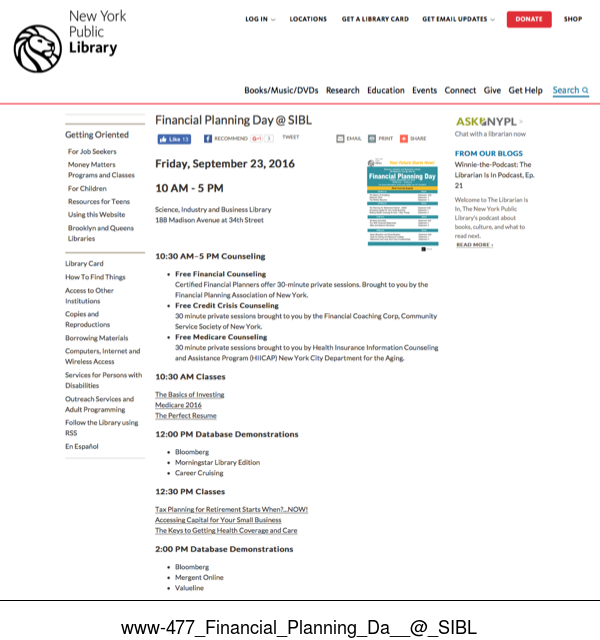 New York
Public
Library
LOG IN
LOCATIONS
GET A LIBRARY CARD
GET EMAIL UPDATES
DONATE
SHOP
Books/Music/DVDs Research Education Events Connect Give Get Help Search
Getting Oriented
For Job Seekers
Money Matters
Programs and Classes
For Children
Resources for Teens
Using this Website
Brooklyn and Queens
Libraries
Library Card
How To Find Things
Access to Other
Institutions
Copies and
Reproductions
Borrowing Materials
Computers, Internet and
Wireless Access
Services for Persons with
Disabilities
Outreach Services and
Adult Programming
Follow the Library using
RSS
En Español
Financial Planning Day @ SIBL
Like 13
RECOMMEND
G+1
3
TWEET
EMAIL
PRINT
SHARE
Friday, September 23, 2016
10 AM - 5 PM
Science, Industry and Business Library
188 Madison Avenue at 34th Street
Financial Planning Day
10:30 AM-5 PM Counseling
• Free Financial Counseling
Certified Financial Planners offer 30-minute private sessions. Brought to you by the
Financial Planning Association of New York.
• Free Credit Crisis Counseling
30 minute private sessions brought to you by the Financial Coaching Corp, Community
Service Society of New York.
• Free Medicare Counseling
30 minute private sessions brought to you by Health Insurance Information Counseling
and Assistance Program (HIICAP) New York City Department for the Aging.
10:30 AM Classes
The Basics of Investing
Medicare 2016
The Perfect Resume
12:00 PM Database Demonstrations
• Bloomberg
• Morningstar Library Edition
• Career Cruising
12:30 PM Classes
Tax Planning for Retirement Starts When?...NOW!
Accessing Capital for Your Small Business
The Keys to Getting Health Coverage and Care
2:00 PM Database Demonstrations
• Bloomberg
• Mergent Online
• Valueline
ASK NYPL >
Chat with a librarian now
FROM OUR BLOGS
Winnie-the-Podcast: The
Librarian Is In Podcast, Ep.
21
Welcome to The Librarian Is
In, The New York Public
Library's podcast about
books, culture, and what to
read next.
READ MORE ›
www-477_Financial_Planning_Da__@_SIBL